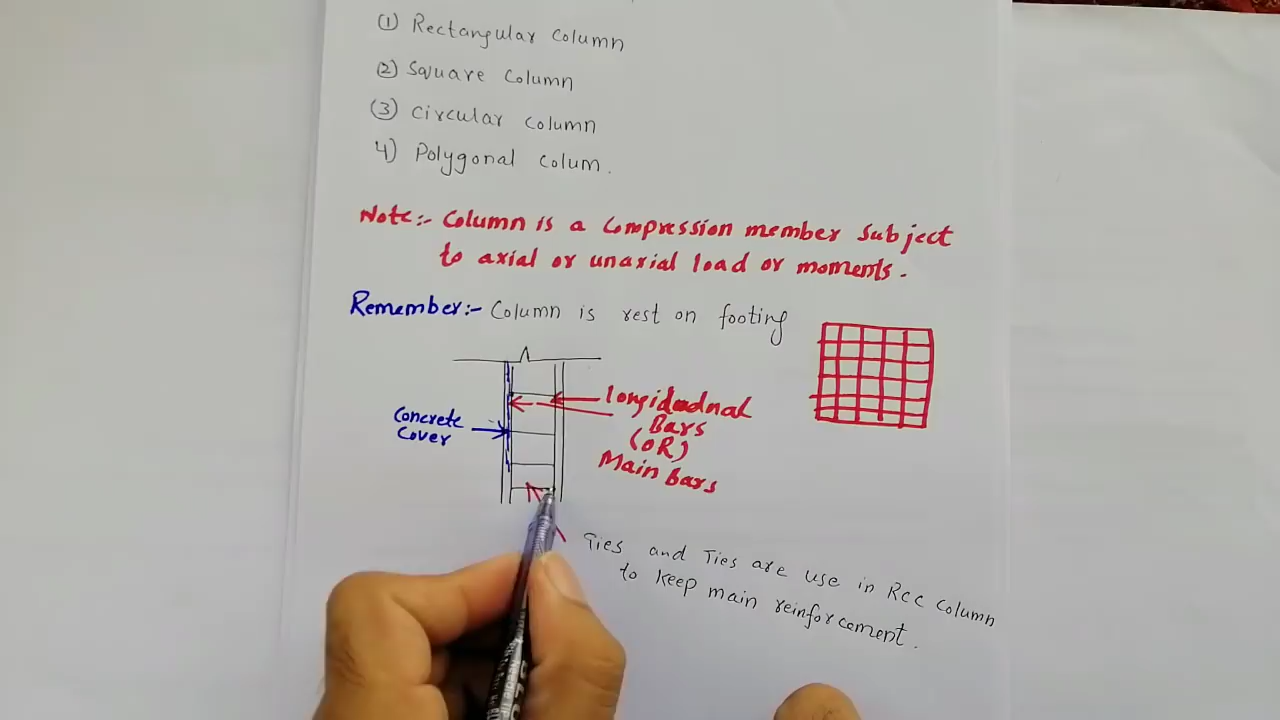 (1) Rectangular Column
(2) Square Column
(3) Circular column
4) Polygonal colum.
Note:- Column is a Compression member Subject
to axial or unaxial load or moments.
Remember:- Column is rest on footing
Concrete
Cover
longidudnal
Bars
(OR)
Main bars
Ties and Ties are use in RCC column
to keep main reinforcement.